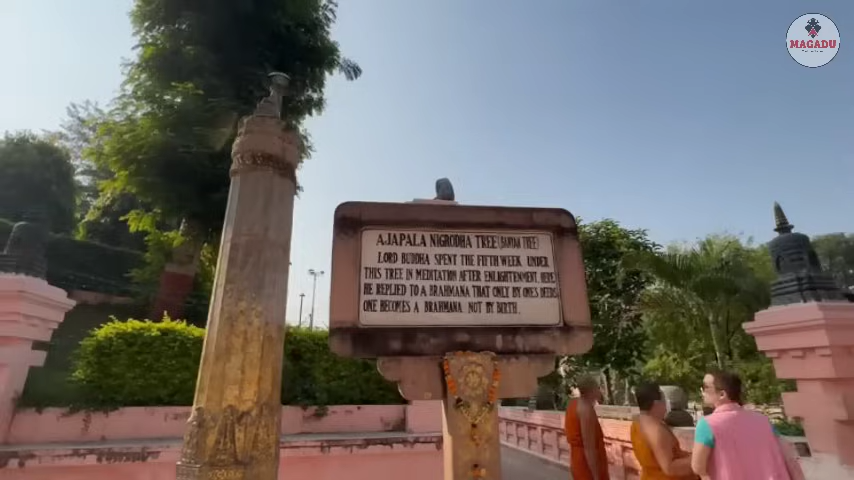 MAGADU
AJAPALA NIGRODHA TREE (BANYAN TREE)
LORD BUDDHA SPENT THE FIFTH WEEK UNDER
THIS TREE IN MEDITATION AFTER ENLIGHTENMENT. HERE
HE REPLIED TO A BRAHMANA THAT ONLY BY ONES DEEDS
ONE BECOMES A BRAHMANA, NOT BY BIRTH.